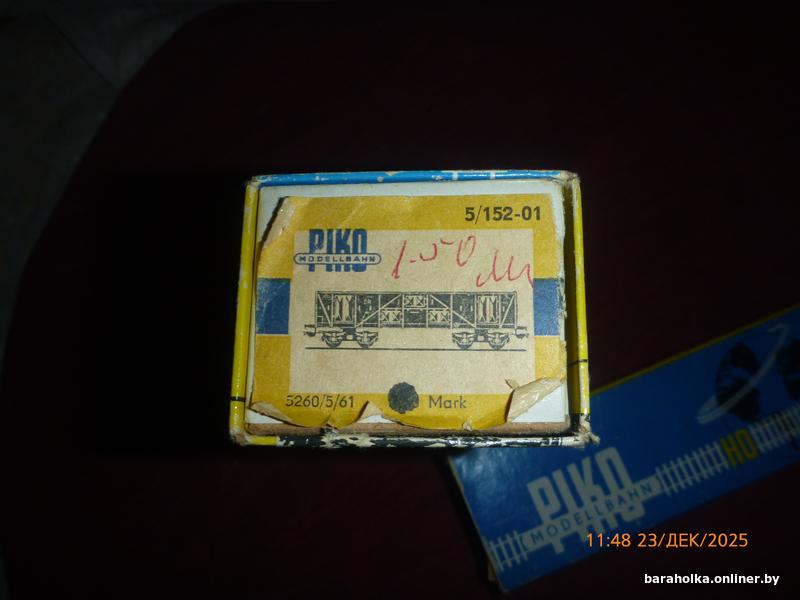 5/152-01
PIKO
MODELLBAHN
1.50 M
5260/5/61 Mark
PIKO
MODELLBAHN
HO
11:48 23/ДЕК/2025
baraholka.onliner.by